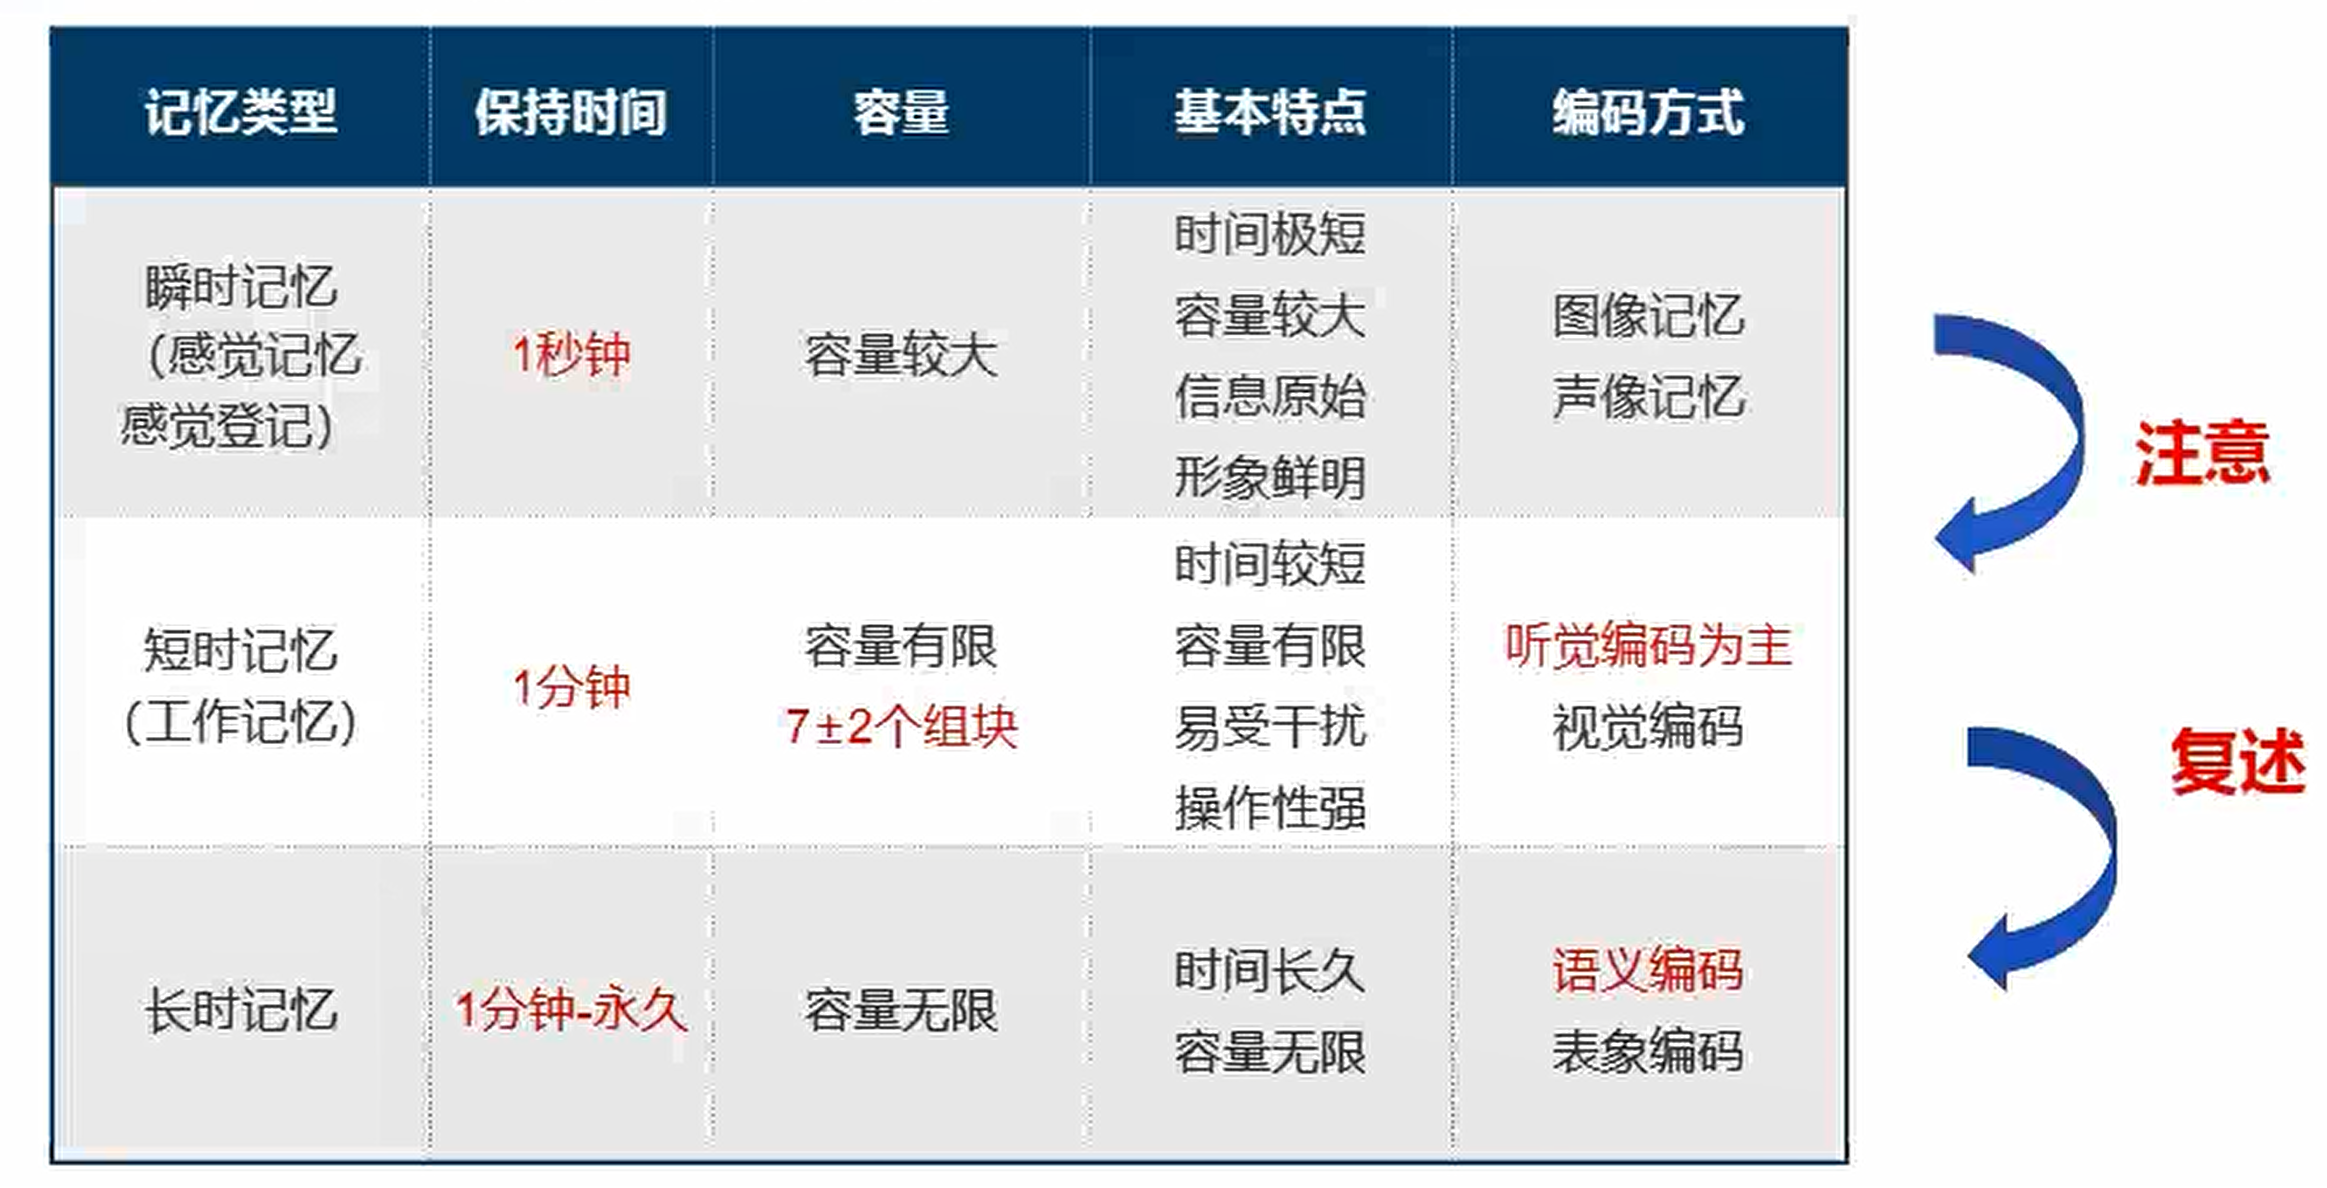 记忆类型 保持时间 容量 基本特点 编码方式
瞬时记忆
(感觉记忆
感觉登记)
1秒钟
容量较大
时间极短
容量较大
信息原始
形象鲜明
图像记忆
声像记忆
注意
短时记忆
(工作记忆)
1分钟
容量有限
7±2个组块
时间较短
容量有限
易受干扰
操作性强
听觉编码为主
视觉编码
复述
长时记忆
1分钟-永久
容量无限
时间长久
容量无限
语义编码
表象编码